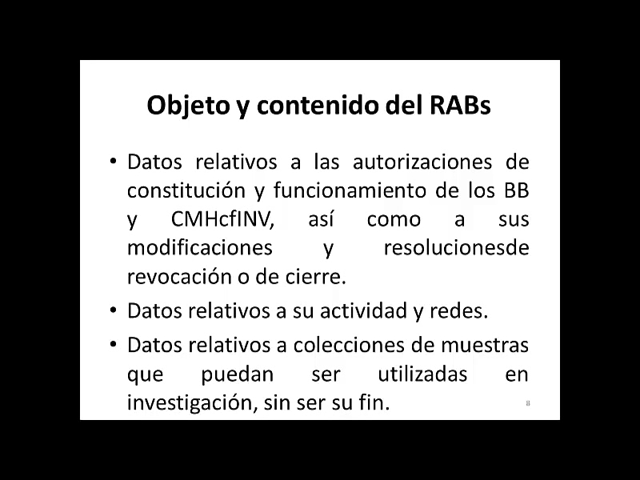 Objeto y contenido del RABs
• Datos relativos a las autorizaciones de
constitución y funcionamiento de los BB
y CMHcfINV, así como a sus
modificaciones y resolucionesde
revocación o de cierre.
• Datos relativos a su actividad y redes.
• Datos relativos a colecciones de muestras
que puedan ser utilizadas en
investigación, sin ser su fin.